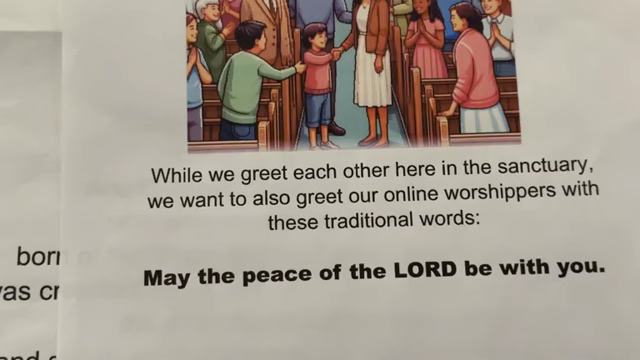 While we greet each other here in the sanctuary,
we want to also greet our online worshippers with
these traditional words:
May the peace of the LORD be with you.